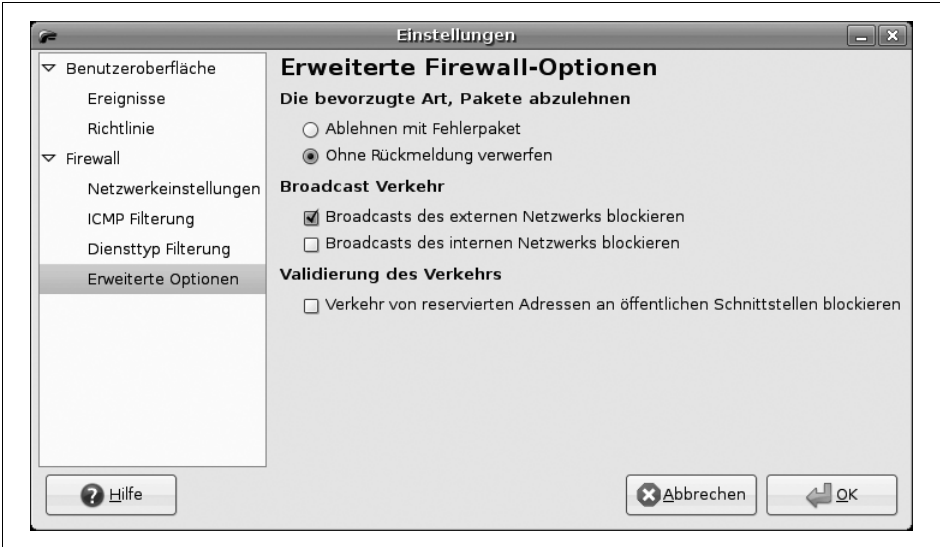 Einstellungen
Benutzeroberfläche
Ereignisse
Richtlinie
Firewall
Netzwerkeinstellungen
ICMP Filterung
Diensttyp Filterung
Erweiterte Optionen
Erweiterte Firewall-Optionen
Die bevorzugte Art, Pakete abzulehnen
Ablehnen mit Fehlerpaket
Ohne Rückmeldung verwerfen
Broadcast Verkehr
Broadcasts des externen Netzwerks blockieren
Broadcasts des internen Netzwerks blockieren
Validierung des Verkehrs
Verkehr von reservierten Adressen an öffentlichen Schnittstellen blockieren
Hilfe
Abbrechen
OK